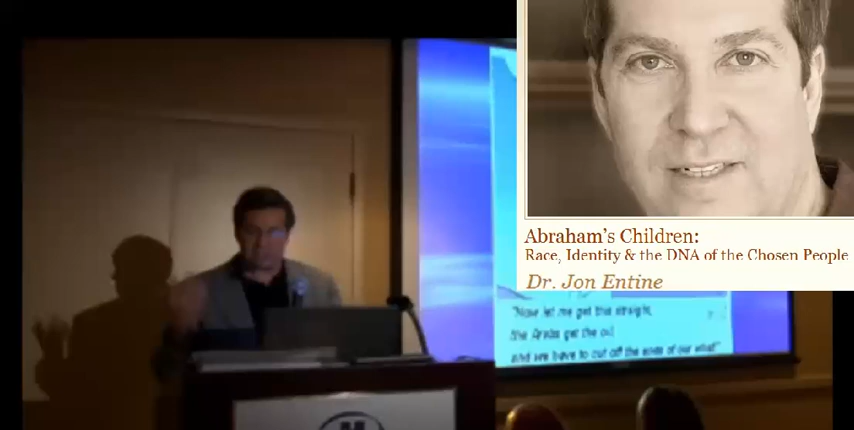 Abraham's Children:
Race, Identity & the DNA of the Chosen People
Dr. Jon Entine
"Now let me get this straight,
the Arabs get the oil
and we have to cut off the ends of our what"